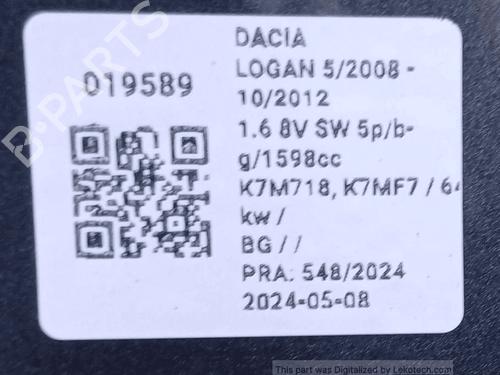 B-PARTS
DACIA
019589
LOGAN 5/2008 -
10/2012
1.6 8V SW 5p/b-
g/1598cc
K7M718, K7MF7 / 64
kw /
BG / /
PRA: 548/2024
2024-05-08
This part was Digitalized by Lekotech.com